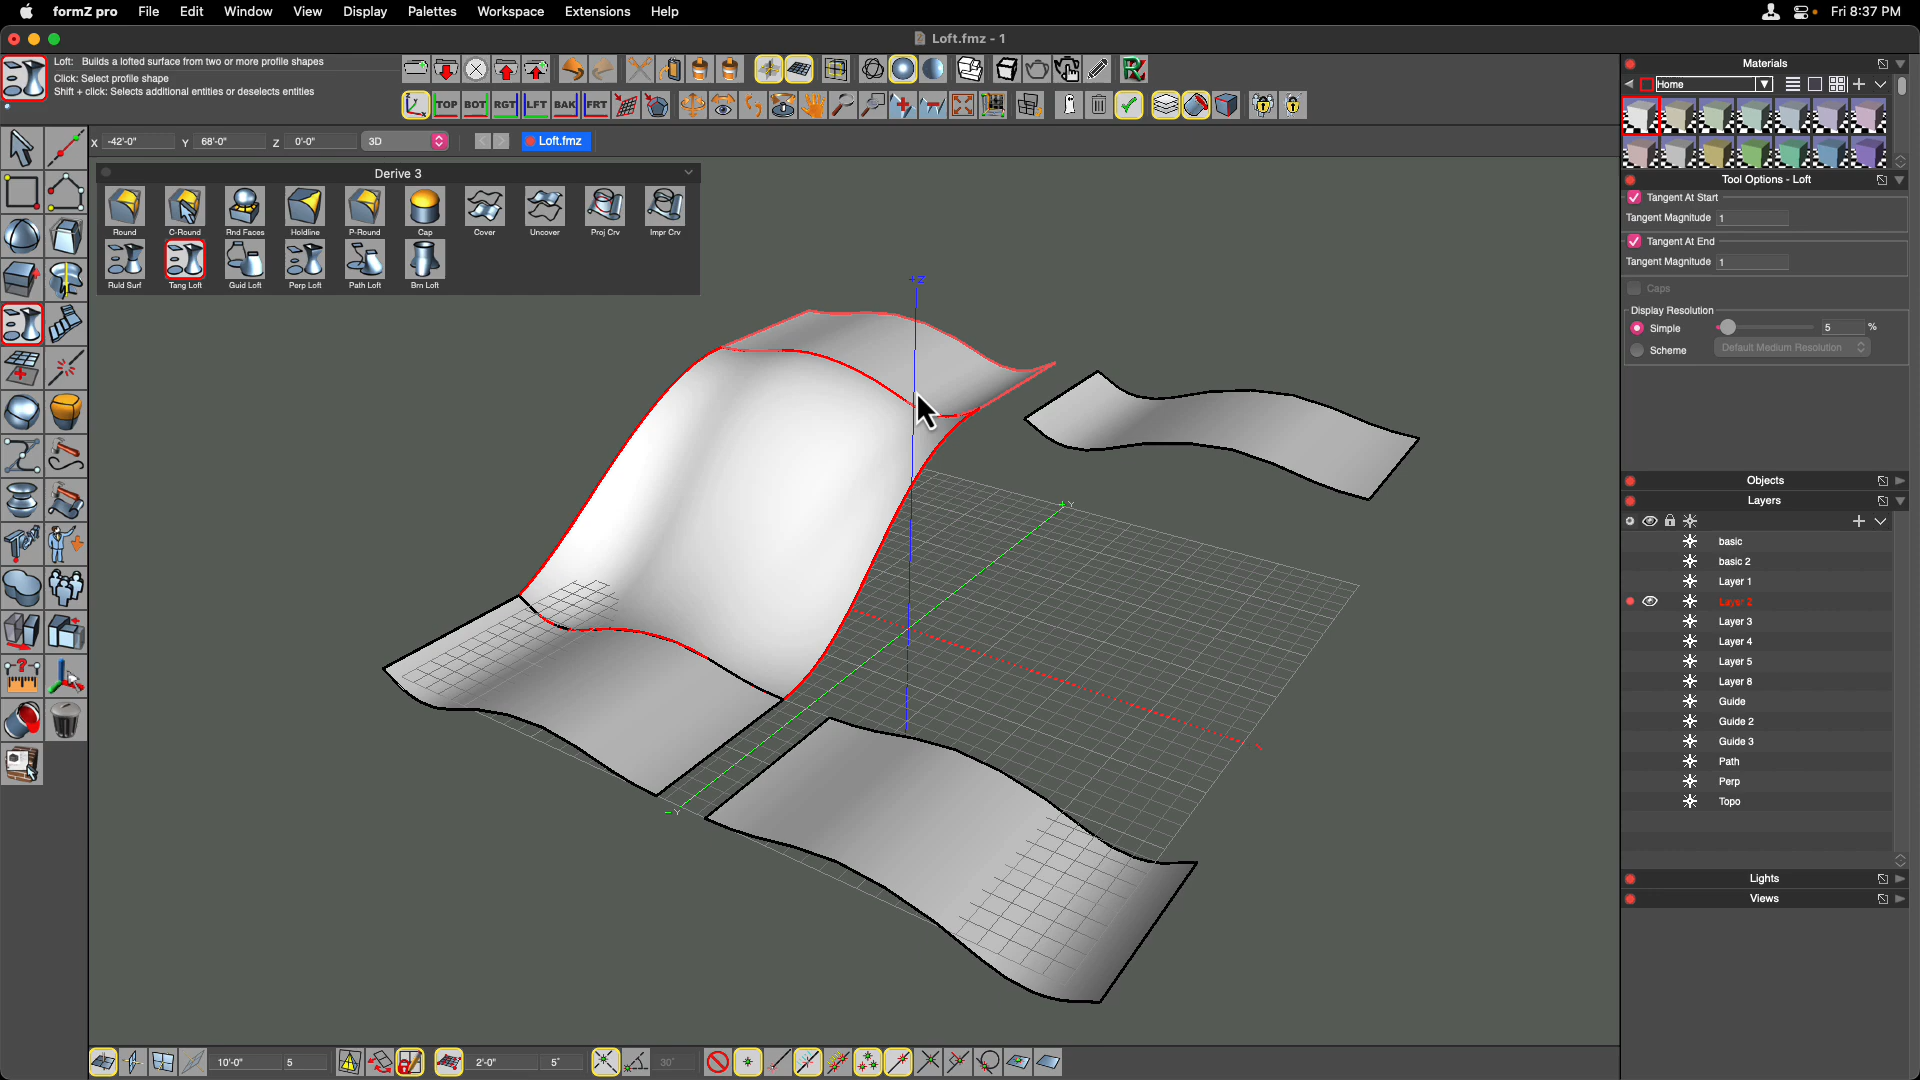 formZ pro File Edit Window View Display Palettes Workspace Extensions Help Fri 8:37 PM
Loft.fmz - 1
Loft: Builds a lofted surface from two or more profile shapes
Click: Select profile shape
Shift + click: Selects additional entities or deselects entities
TOP BOT RGT LFT BAK FRT
X -42'-0" Y 68'-0" Z 0'-0" 3D Loft.fmz
Derive 3
Round C-Round Rnd Faces Holdline P-Round Cap Cover Uncover Proj Crv Impr Crv
Ruld Surf Tang Loft Guid Loft Perp Loft Path Loft Brn Loft
+Z
+Y
-Y
10'-0" 5 2'-0" 5" 30°
Materials
Home
Tool Options - Loft
Tangent At Start
Tangent Magnitude 1
Tangent At End
Tangent Magnitude 1
Caps
Display Resolution
Simple 5 %
Scheme Default Medium Resolution
Objects
Layers
basic
basic 2
Layer 1
Layer 2
Layer 3
Layer 4
Layer 5
Layer 8
Guide
Guide 2
Guide 3
Path
Perp
Topo
Lights
Views